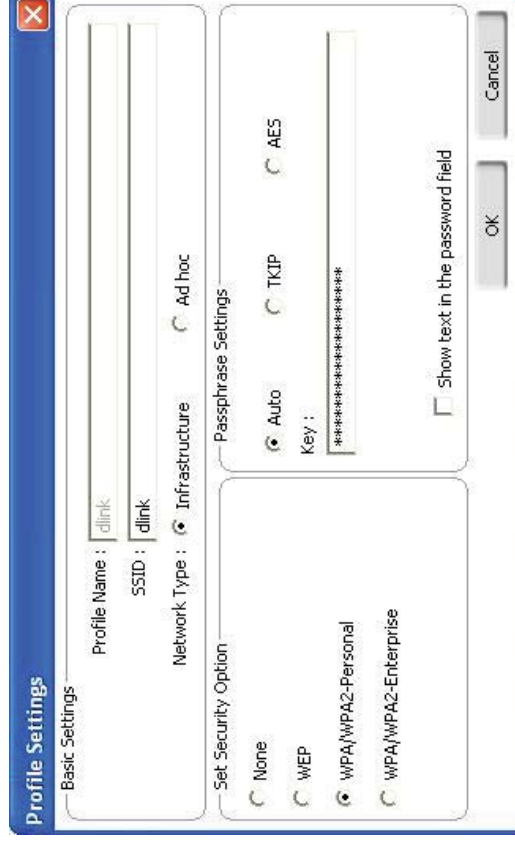 Profile Settings
Basic Settings
Profile Name : dlink
SSID : dlink
Network Type : Infrastructure Ad hoc
Set Security Option
None
WEP
WPA/WPA2-Personal
WPA/WPA2-Enterprise
Passphrase Settings
Auto TKIP AES
Key :
********************
Show text in the password field
OK Cancel